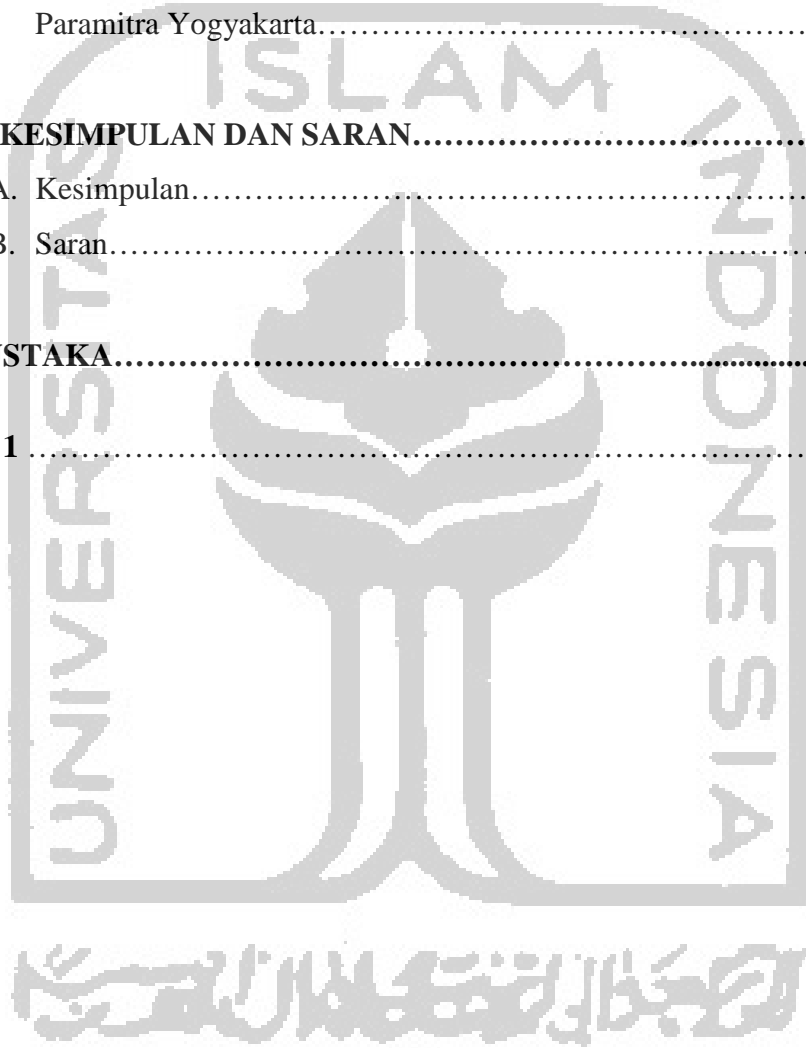 Paramitra Yogyakarta………………………………………………
KESIMPULAN DAN SARAN……………………………………
A. Kesimpulan……………………………………………………………
B. Saran……………………………………………………………………
STAKA……………………………………………………………………
1 ………………………………………………………………………………
UNIVERSITAS
ISLAM
INDONESIA